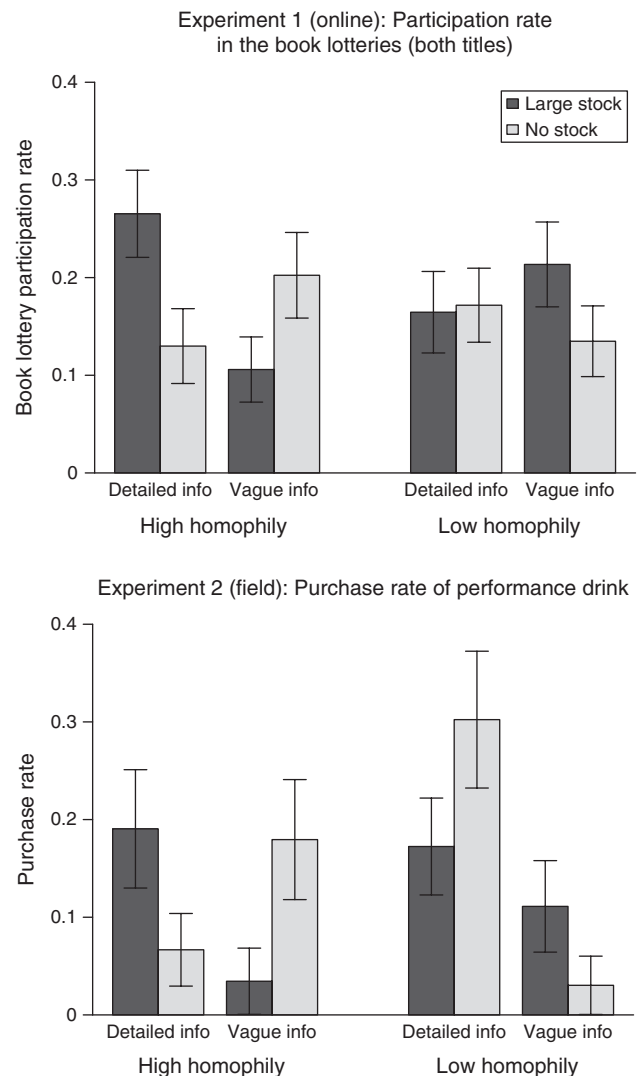 Experiment 1 (online): Participation rate
in the book lotteries (both titles)
Book lottery participation rate
0.4
0.3
0.2
0.1
0
Large stock
No stock
Detailed info Vague info Detailed info Vague info
High homophily Low homophily
Experiment 2 (field): Purchase rate of performance drink
Purchase rate
0.4
0.3
0.2
0.1
0
Detailed info Vague info Detailed info Vague info
High homophily Low homophily